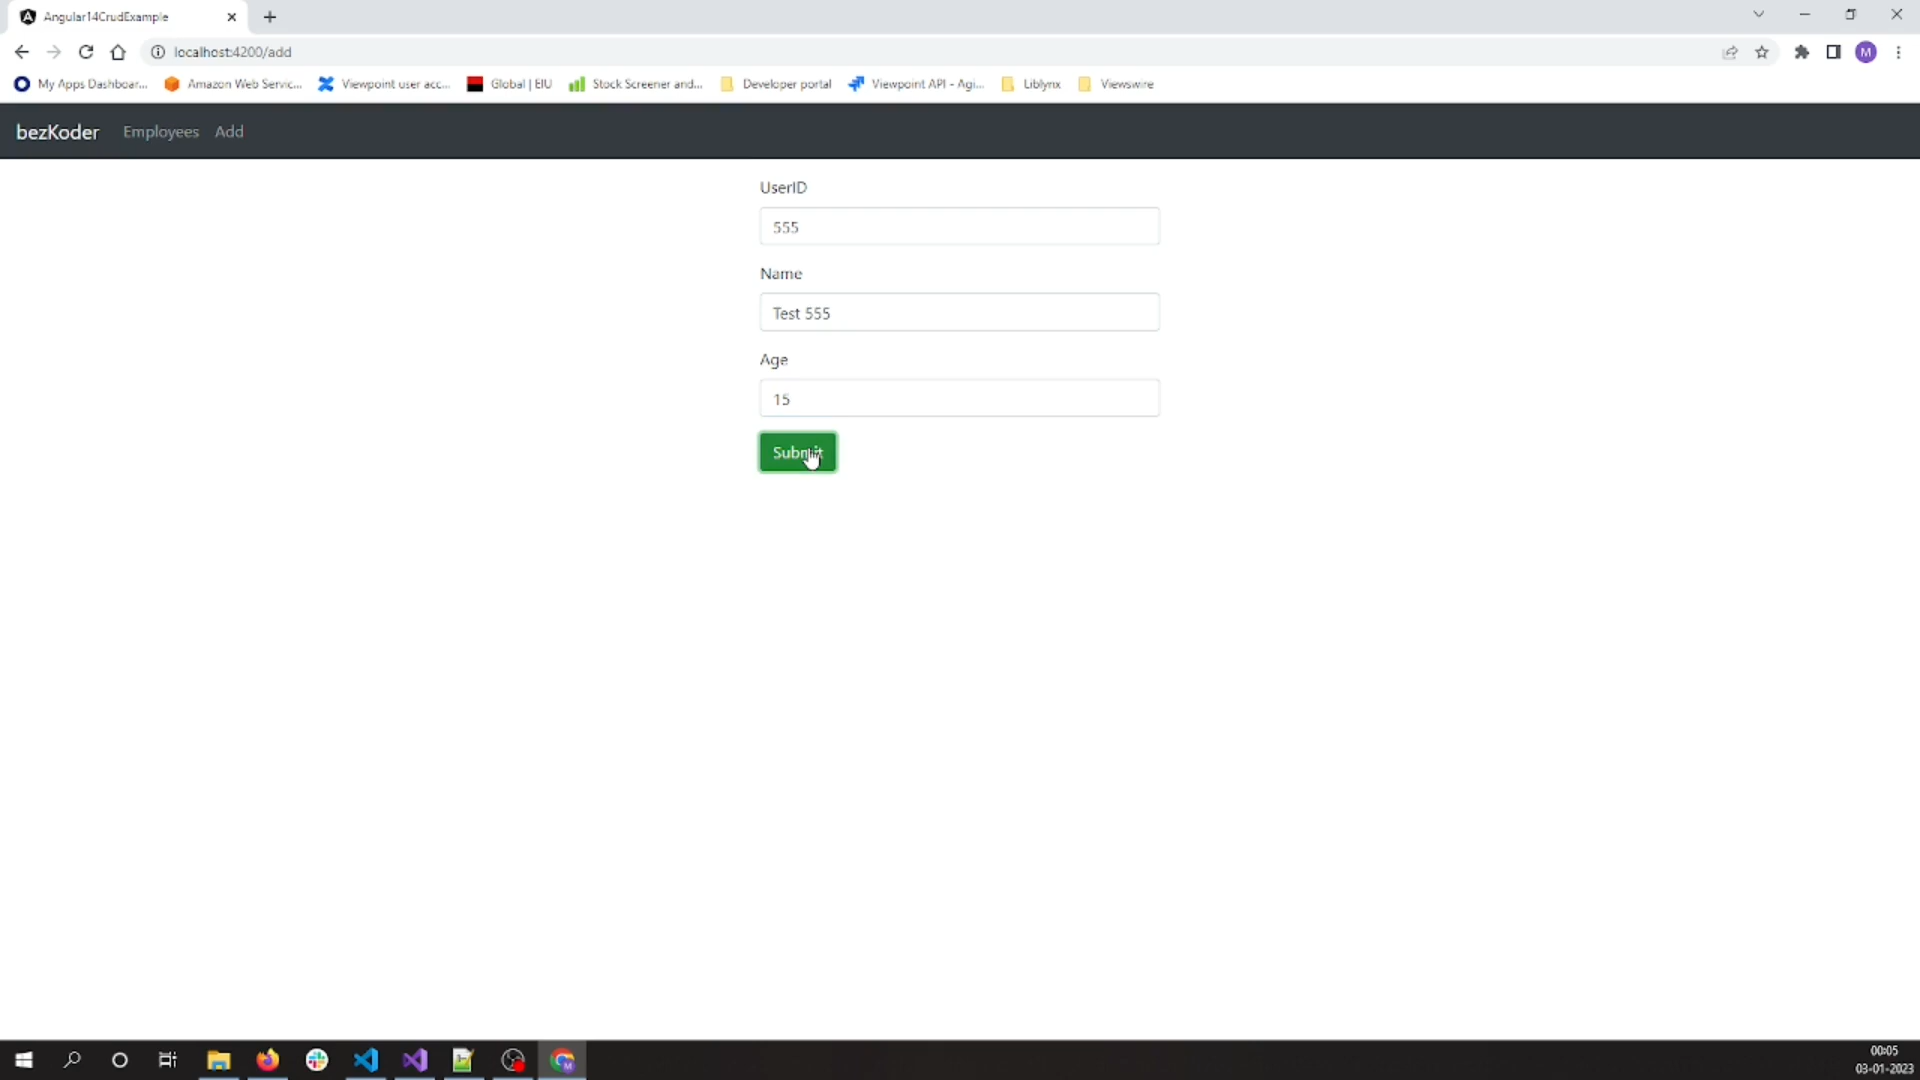 Angular14CrudExample
localhost:4200/add
My Apps Dashboar...
Amazon Web Servic...
Viewpoint user acc...
Global | EIU
Stock Screener and...
Developer portal
Viewpoint API - Agi...
Liblynx
Viewswire
M
bezKoder Employees Add
UserID
555
Name
Test 555
Age
15
Submit
00:05
03-01-2023